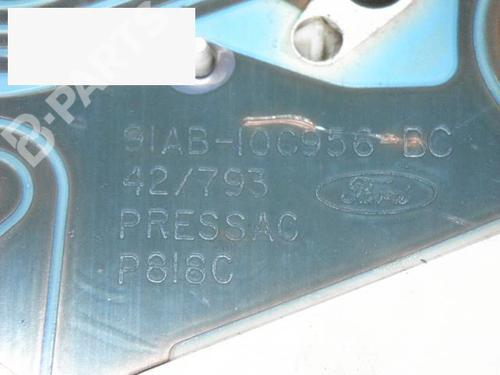 B-PARTS
91AB-10C956-BC
42/793
Ford
PRESSAC
P818C